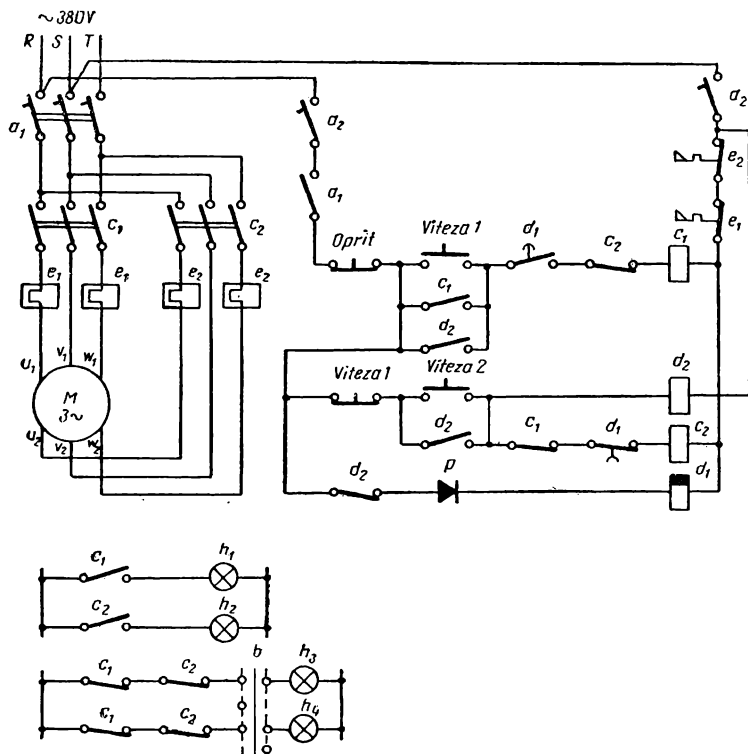 ~380V
R S T
a1
a2
a1
d2
e2
e1
c1 c2
e1 e1 e2 e2
Oprit Viteza 1 d1 c2 c1
c1
d2
U1 V1 W1
M
3~
U2 V2 W2
Viteza 1 Viteza 2 d2
d2 c1 d1 c2
d2 p d1
c1 h1
c2 h2
b
c1 c2 h3
c1 c2 h4